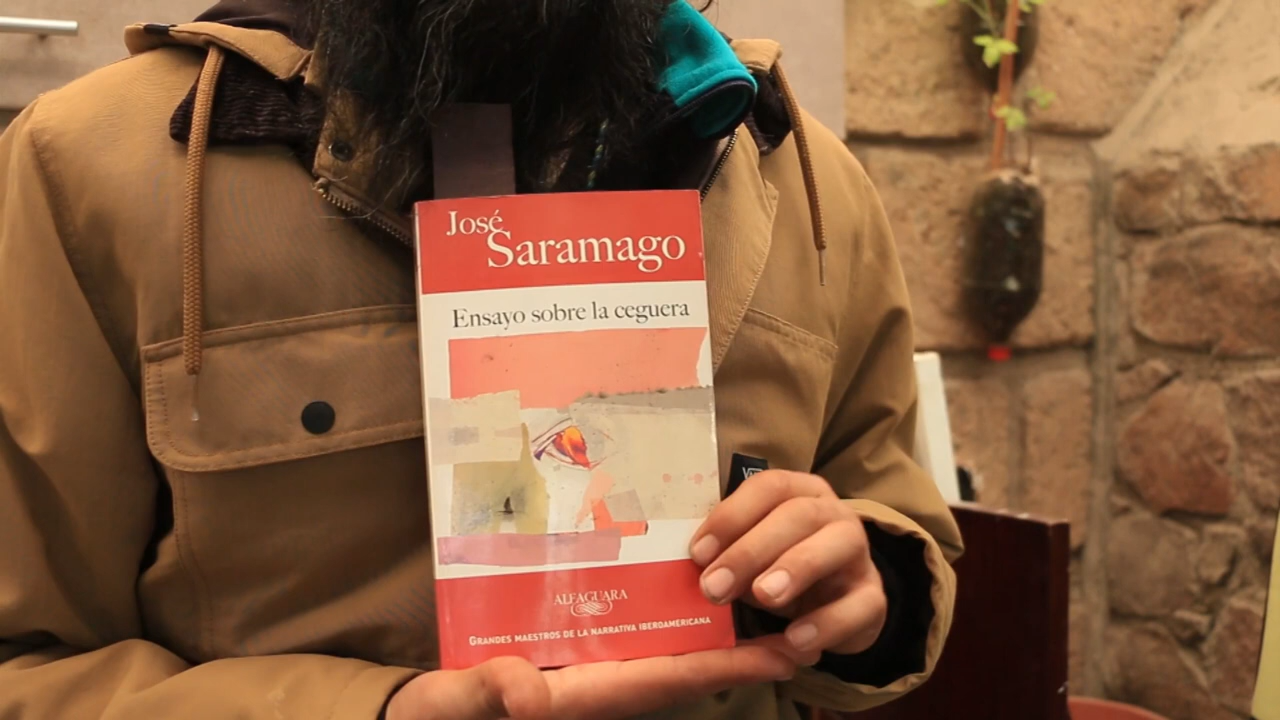 José
Saramago
Ensayo sobre la ceguera
ALFAGUARA
GRANDES MAESTROS DE LA NARRATIVA IBEROAMERICANA